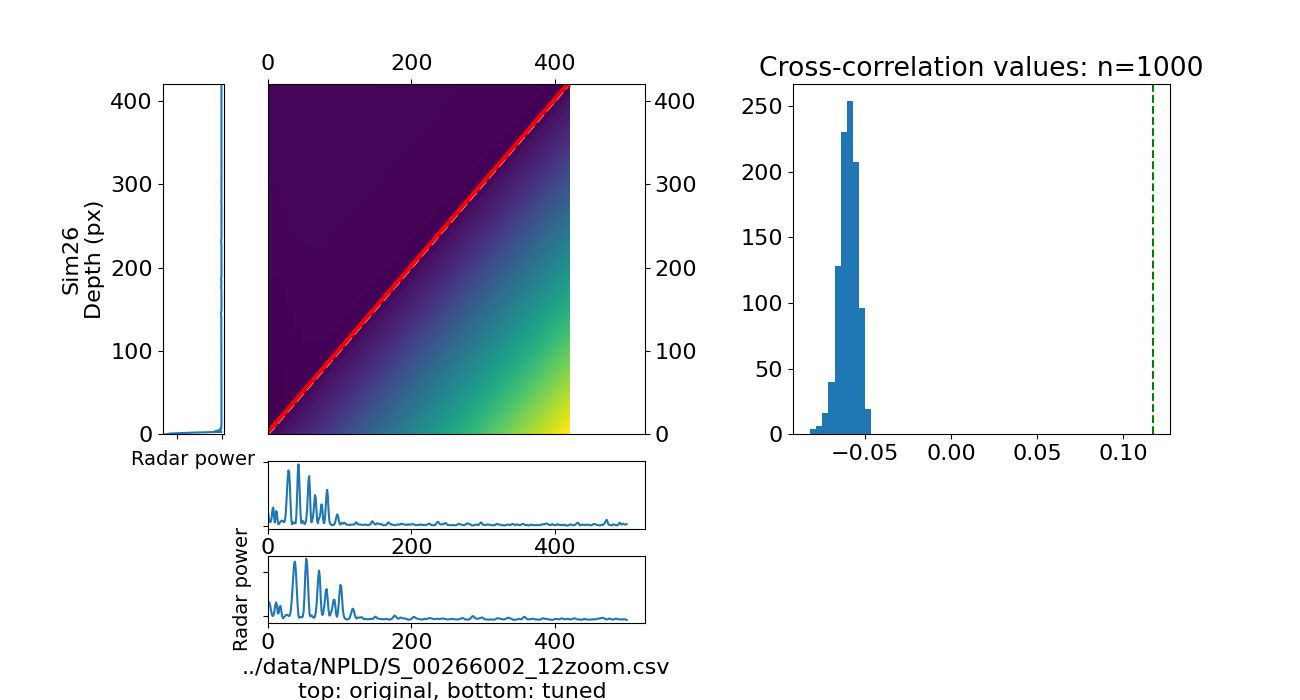 0 200 400
Cross-correlation values: n=1000
400
300
200
100
0
Sim26
Depth (px)
400
300
200
100
0
250
200
150
100
50
0
−0.05 0.00 0.05 0.10
Radar power
0 200 400
Radar power
0 200 400
../data/NPLD/S_00266002_12zoom.csv
top: original, bottom: tuned